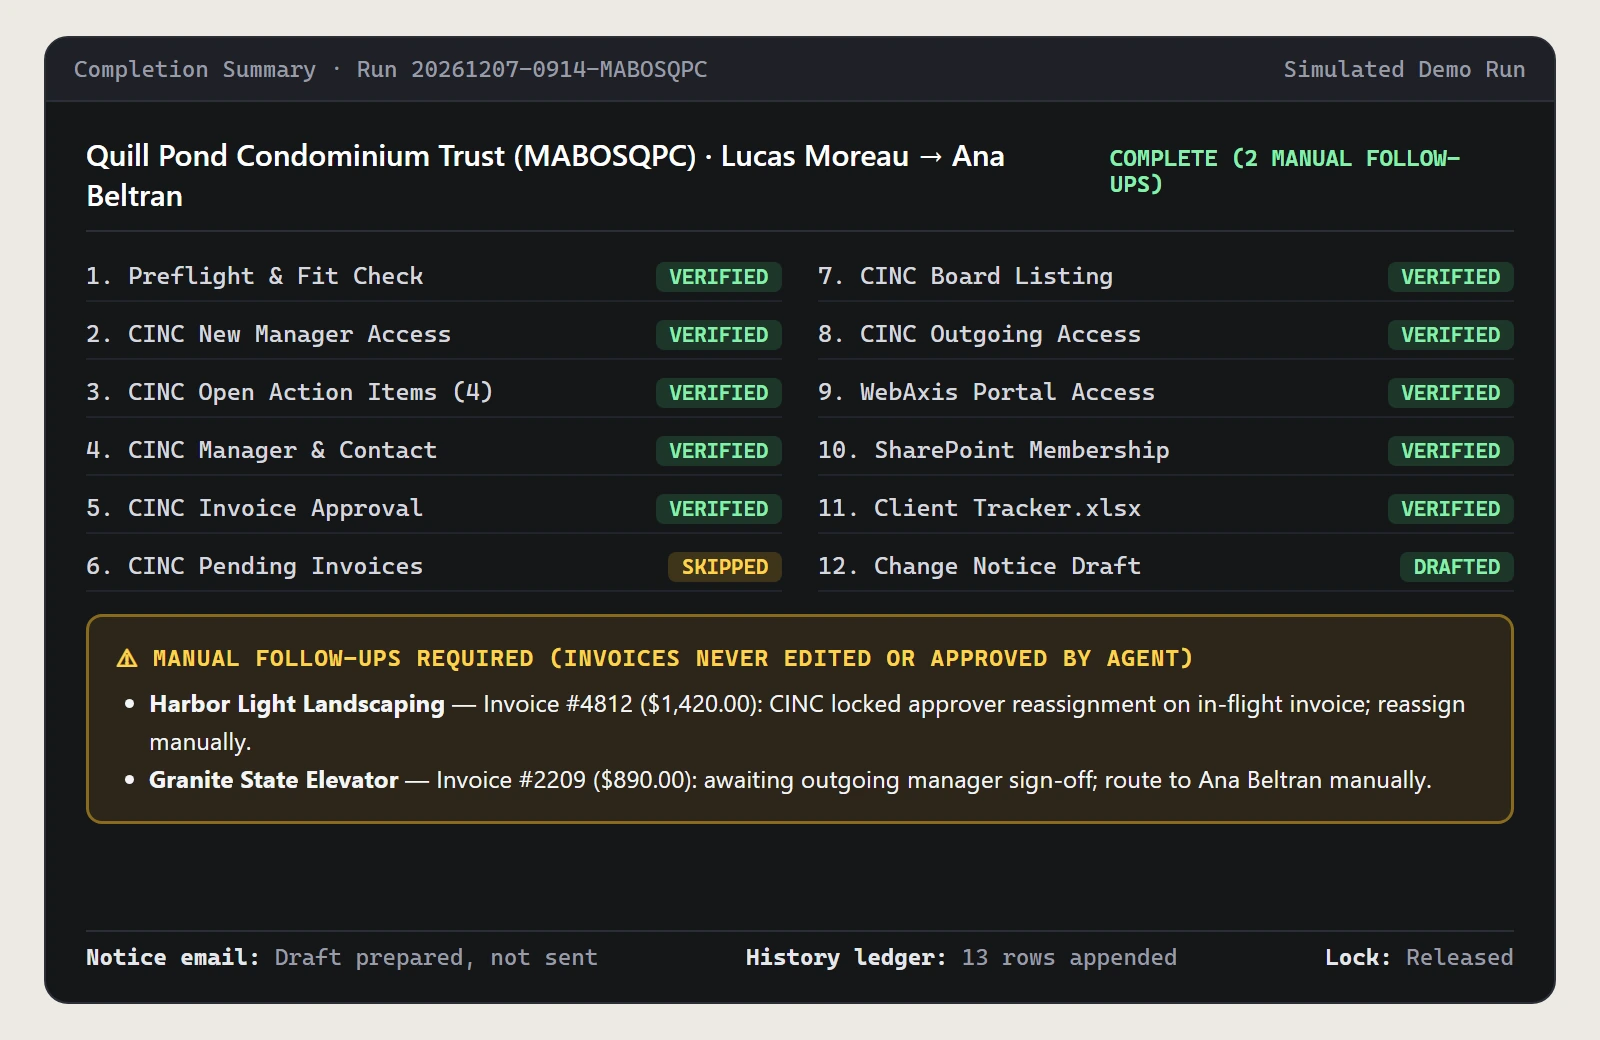 Completion Summary · Run 20261207-0914-MABOSQPC
Simulated Demo Run
Quill Pond Condominium Trust (MABOSQPC) · Lucas Moreau → Ana
Beltran
COMPLETE (2 MANUAL FOLLOW-
UPS)
1. Preflight & Fit Check VERIFIED
2. CINC New Manager Access VERIFIED
3. CINC Open Action Items (4) VERIFIED
4. CINC Manager & Contact VERIFIED
5. CINC Invoice Approval VERIFIED
6. CINC Pending Invoices SKIPPED
7. CINC Board Listing VERIFIED
8. CINC Outgoing Access VERIFIED
9. WebAxis Portal Access VERIFIED
10. SharePoint Membership VERIFIED
11. Client Tracker.xlsx VERIFIED
12. Change Notice Draft DRAFTED
⚠ MANUAL FOLLOW-UPS REQUIRED (INVOICES NEVER EDITED OR APPROVED BY AGENT)
• Harbor Light Landscaping — Invoice #4812 ($1,420.00): CINC locked approver reassignment on in-flight invoice; reassign
manually.
• Granite State Elevator — Invoice #2209 ($890.00): awaiting outgoing manager sign-off; route to Ana Beltran manually.
Notice email: Draft prepared, not sent
History ledger: 13 rows appended
Lock: Released